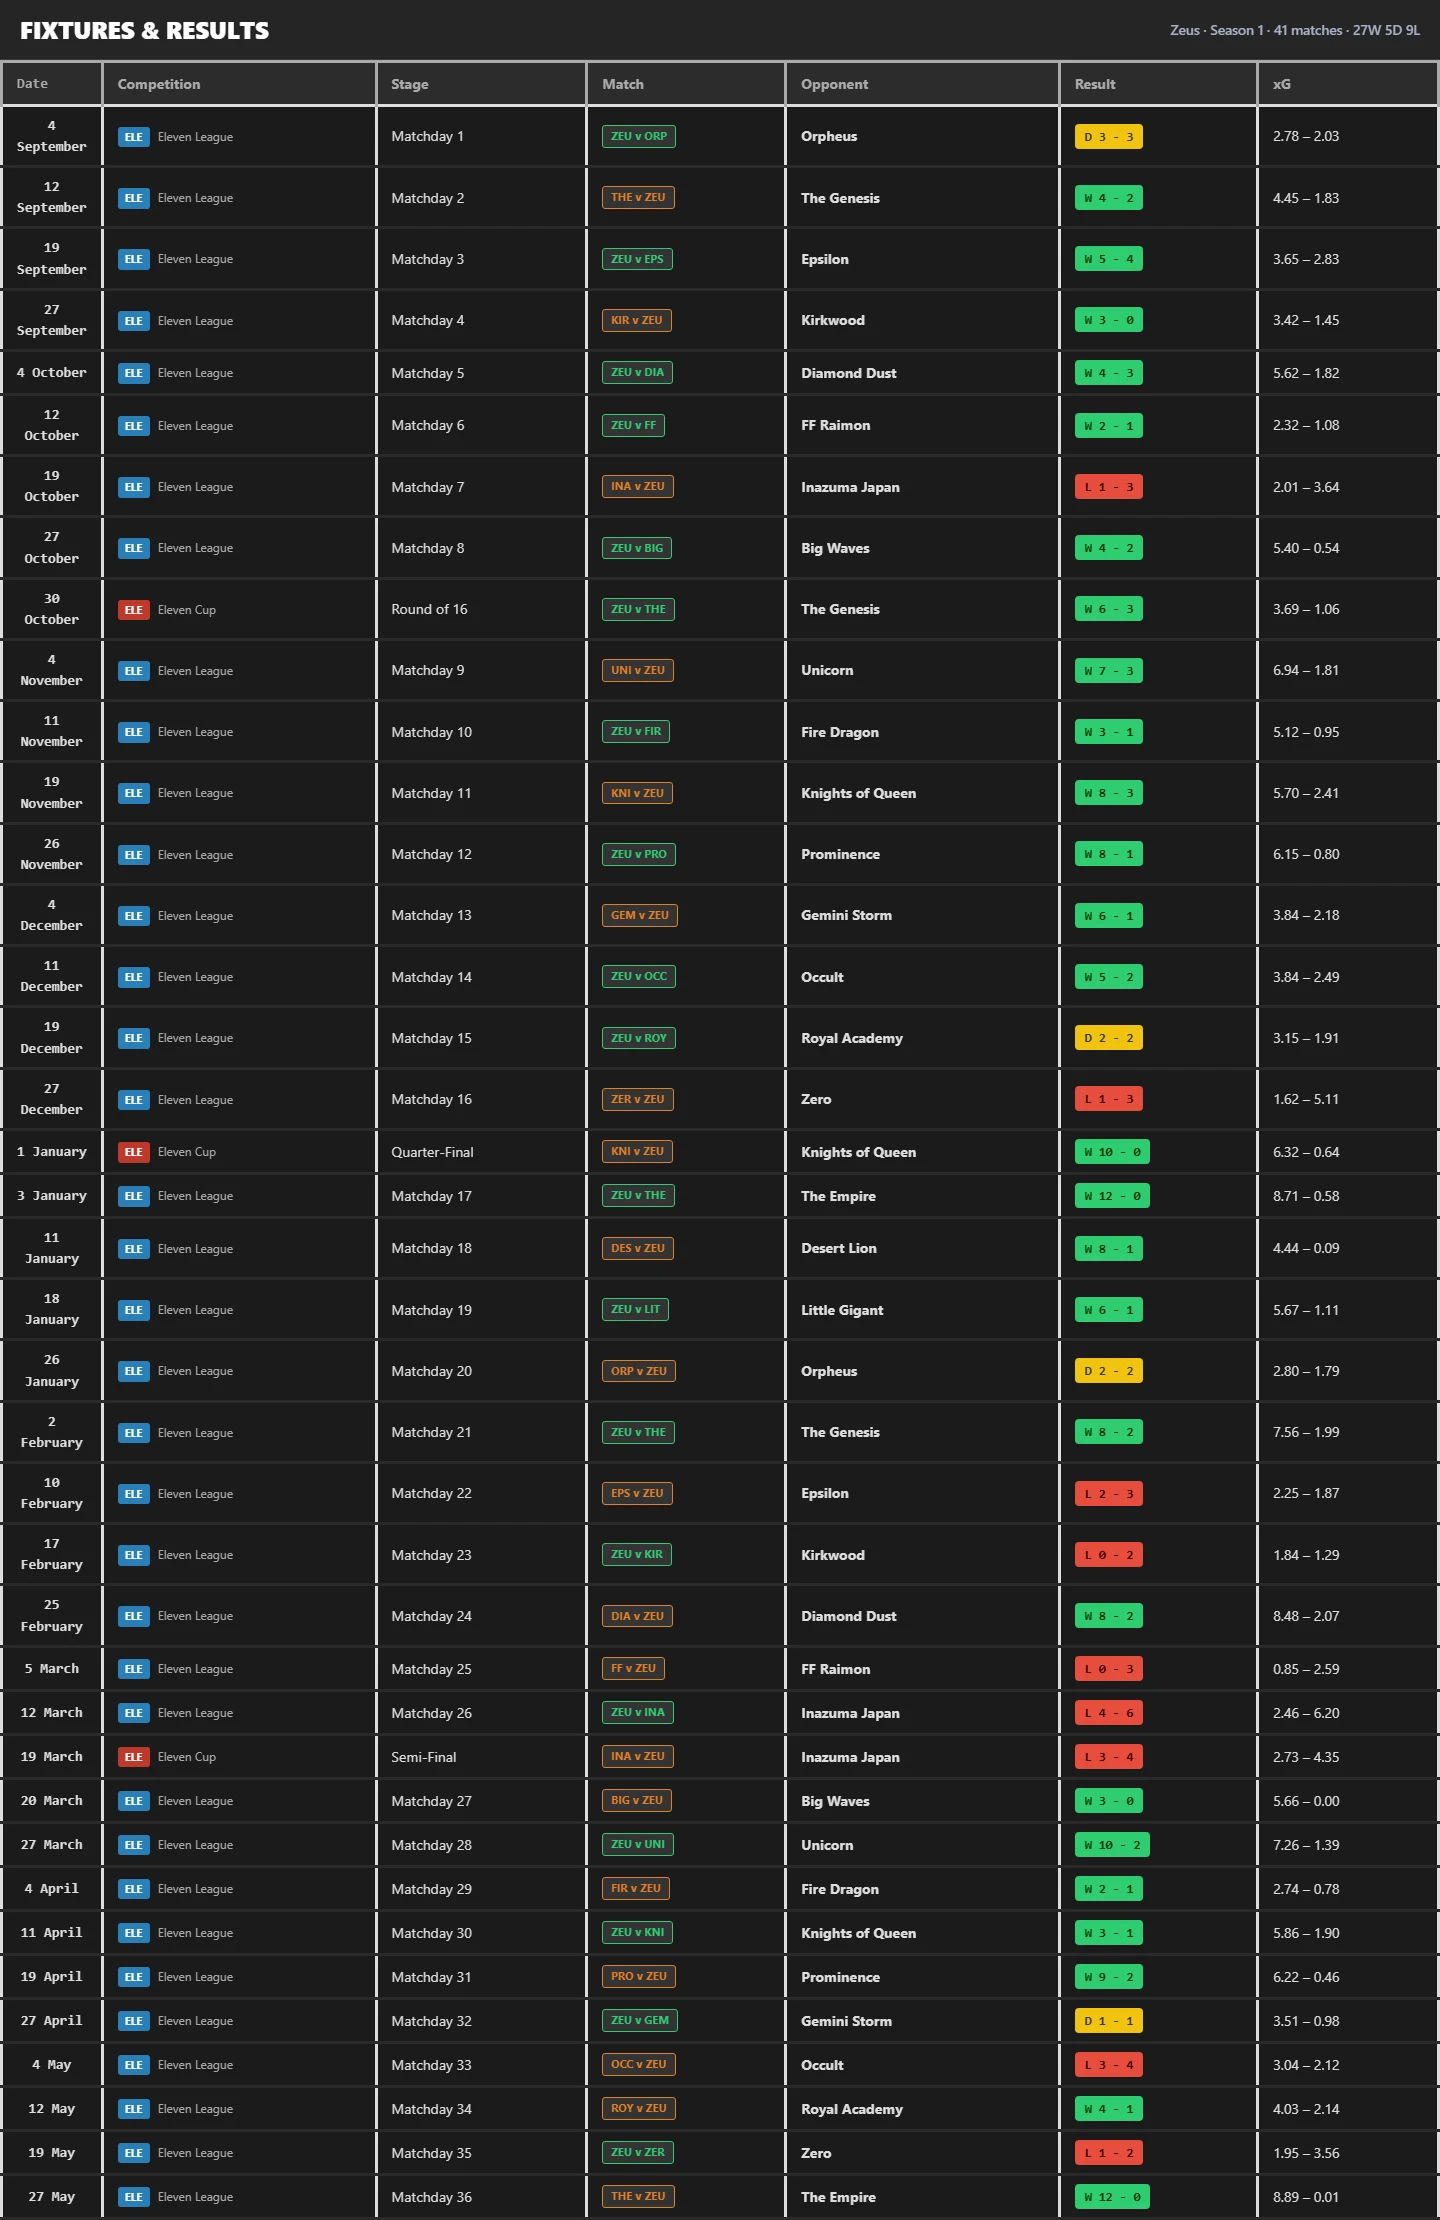 FIXTURES & RESULTS
Zeus · Season 1 · 41 matches · 27W 5D 9L
Date Competition Stage Match Opponent Result xG
4 September ELE Eleven League Matchday 1 ZEU v ORP Orpheus D 3 - 3 2.78 – 2.03
12 September ELE Eleven League Matchday 2 THE v ZEU The Genesis W 4 - 2 4.45 – 1.83
19 September ELE Eleven League Matchday 3 ZEU v EPS Epsilon W 5 - 4 3.65 – 2.83
27 September ELE Eleven League Matchday 4 KIR v ZEU Kirkwood W 3 - 0 3.42 – 1.45
4 October ELE Eleven League Matchday 5 ZEU v DIA Diamond Dust W 4 - 3 5.62 – 1.82
12 October ELE Eleven League Matchday 6 ZEU v FF FF Raimon W 2 - 1 2.32 – 1.08
19 October ELE Eleven League Matchday 7 INA v ZEU Inazuma Japan L 1 - 3 2.01 – 3.64
27 October ELE Eleven League Matchday 8 ZEU v BIG Big Waves W 4 - 2 5.40 – 0.54
30 October ELE Eleven Cup Round of 16 ZEU v THE The Genesis W 6 - 3 3.69 – 1.06
4 November ELE Eleven League Matchday 9 UNI v ZEU Unicorn W 7 - 3 6.94 – 1.81
11 November ELE Eleven League Matchday 10 ZEU v FIR Fire Dragon W 3 - 1 5.12 – 0.95
19 November ELE Eleven League Matchday 11 KNI v ZEU Knights of Queen W 8 - 3 5.70 – 2.41
26 November ELE Eleven League Matchday 12 ZEU v PRO Prominence W 8 - 1 6.15 – 0.80
4 December ELE Eleven League Matchday 13 GEM v ZEU Gemini Storm W 6 - 1 3.84 – 2.18
11 December ELE Eleven League Matchday 14 ZEU v OCC Occult W 5 - 2 3.84 – 2.49
19 December ELE Eleven League Matchday 15 ZEU v ROY Royal Academy D 2 - 2 3.15 – 1.91
27 December ELE Eleven League Matchday 16 ZER v ZEU Zero L 1 - 3 1.62 – 5.11
1 January ELE Eleven Cup Quarter-Final KNI v ZEU Knights of Queen W 10 - 0 6.32 – 0.64
3 January ELE Eleven League Matchday 17 ZEU v THE The Empire W 12 - 0 8.71 – 0.58
11 January ELE Eleven League Matchday 18 DES v ZEU Desert Lion W 8 - 1 4.44 – 0.09
18 January ELE Eleven League Matchday 19 ZEU v LIT Little Gigant W 6 - 1 5.67 – 1.11
26 January ELE Eleven League Matchday 20 ORP v ZEU Orpheus D 2 - 2 2.80 – 1.79
2 February ELE Eleven League Matchday 21 ZEU v THE The Genesis W 8 - 2 7.56 – 1.99
10 February ELE Eleven League Matchday 22 EPS v ZEU Epsilon L 2 - 3 2.25 – 1.87
17 February ELE Eleven League Matchday 23 ZEU v KIR Kirkwood L 0 - 2 1.84 – 1.29
25 February ELE Eleven League Matchday 24 DIA v ZEU Diamond Dust W 8 - 2 8.48 – 2.07
5 March ELE Eleven League Matchday 25 FF v ZEU FF Raimon L 0 - 3 0.85 – 2.59
12 March ELE Eleven League Matchday 26 ZEU v INA Inazuma Japan L 4 - 6 2.46 – 6.20
19 March ELE Eleven Cup Semi-Final INA v ZEU Inazuma Japan L 3 - 4 2.73 – 4.35
20 March ELE Eleven League Matchday 27 BIG v ZEU Big Waves W 3 - 0 5.66 – 0.00
27 March ELE Eleven League Matchday 28 ZEU v UNI Unicorn W 10 - 2 7.26 – 1.39
4 April ELE Eleven League Matchday 29 FIR v ZEU Fire Dragon W 2 - 1 2.74 – 0.78
11 April ELE Eleven League Matchday 30 ZEU v KNI Knights of Queen W 3 - 1 5.86 – 1.90
19 April ELE Eleven League Matchday 31 PRO v ZEU Prominence W 9 - 2 6.22 – 0.46
27 April ELE Eleven League Matchday 32 ZEU v GEM Gemini Storm D 1 - 1 3.51 – 0.98
4 May ELE Eleven League Matchday 33 OCC v ZEU Occult L 3 - 4 3.04 – 2.12
12 May ELE Eleven League Matchday 34 ROY v ZEU Royal Academy W 4 - 1 4.03 – 2.14
19 May ELE Eleven League Matchday 35 ZEU v ZER Zero L 1 - 2 1.95 – 3.56
27 May ELE Eleven League Matchday 36 THE v ZEU The Empire W 12 - 0 8.89 – 0.01